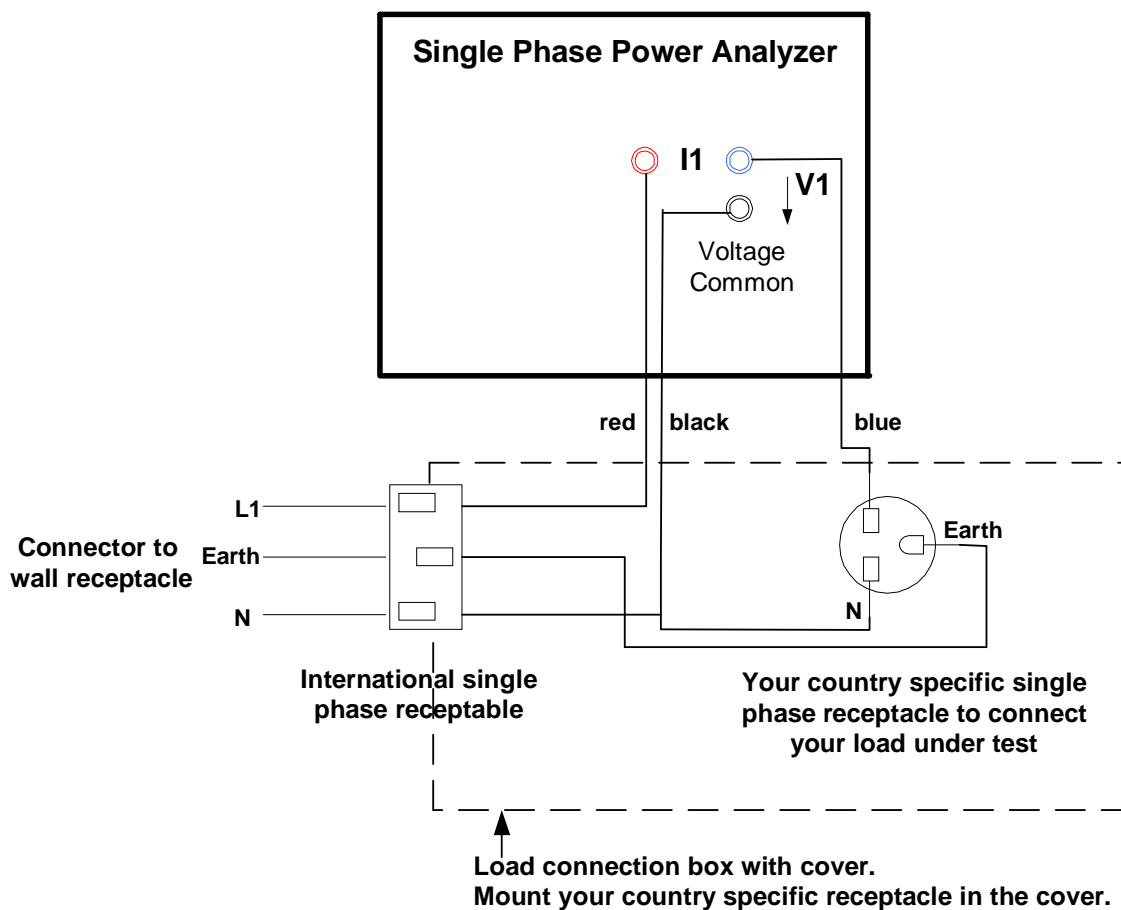 Single Phase Power Analyzer
I1
V1
Voltage
Common
red
black
blue
L1
Earth
N
Connector to
wall receptacle
Earth
N
International single
phase receptable
Your country specific single
phase receptacle to connect
your load under test
Load connection box with cover.
Mount your country specific receptacle in the cover.